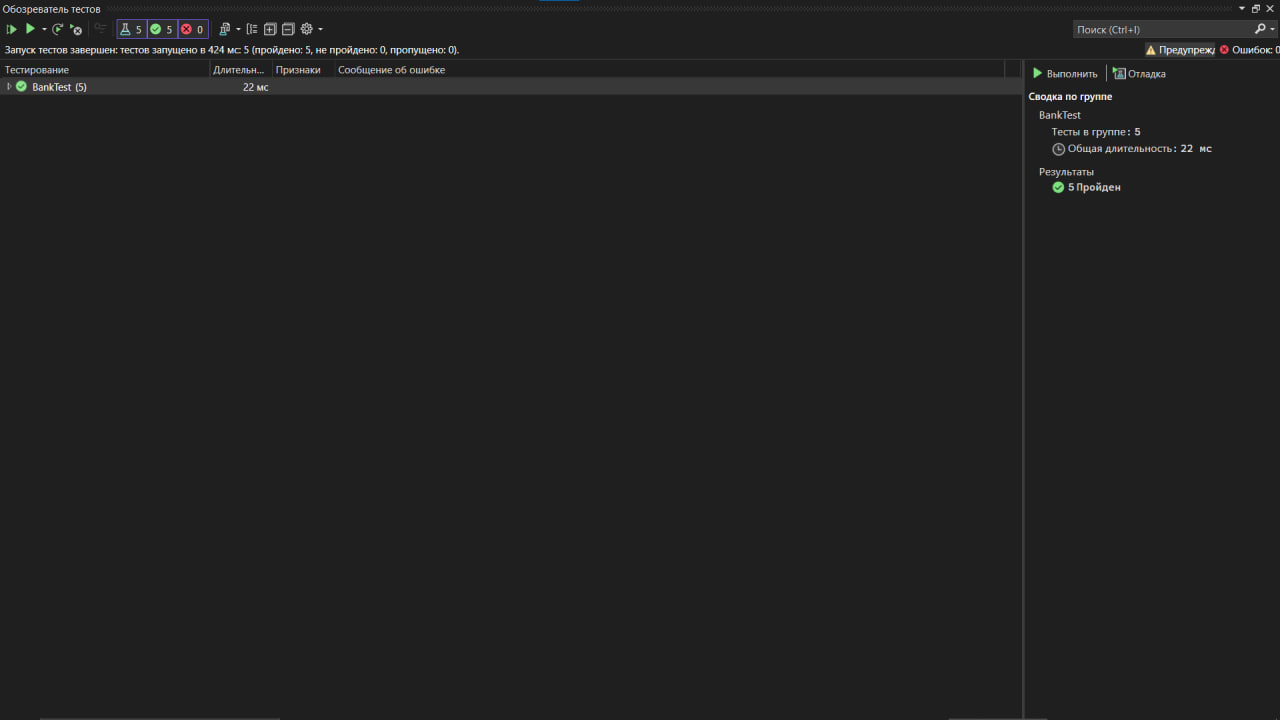 Обозреватель тестов
5 5 0
Поиск (Ctrl+I)
Запуск тестов завершен: тестов запущено в 424 мс: 5 (пройдено: 5, не пройдено: 0, пропущено: 0).
Предупрежд Ошибок: 0
Тестирование Длительн... Признаки Сообщение об ошибке
BankTest (5) 22 мс
Выполнить Отладка
Сводка по группе
BankTest
Тесты в группе: 5
Общая длительность: 22 мс
Результаты
5 Пройден